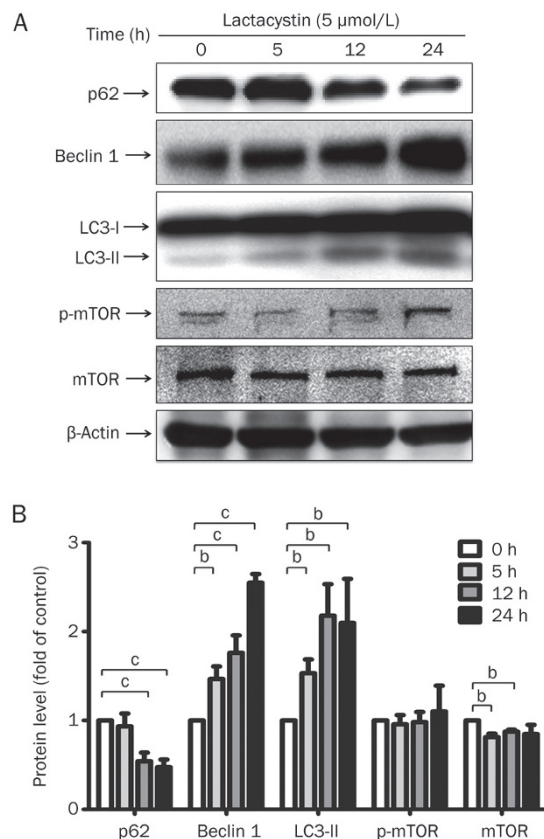 A
Lactacystin (5 μmol/L)
Time (h)
0 5 12 24
p62
Beclin 1
LC3-I
LC3-II
p-mTOR
mTOR
β-Actin
B
Protein level (fold of control)
3
2
1
0
c
c
c
c
b
b
b
b
b
b
0 h
5 h
12 h
24 h
p62 Beclin 1 LC3-II p-mTOR mTOR